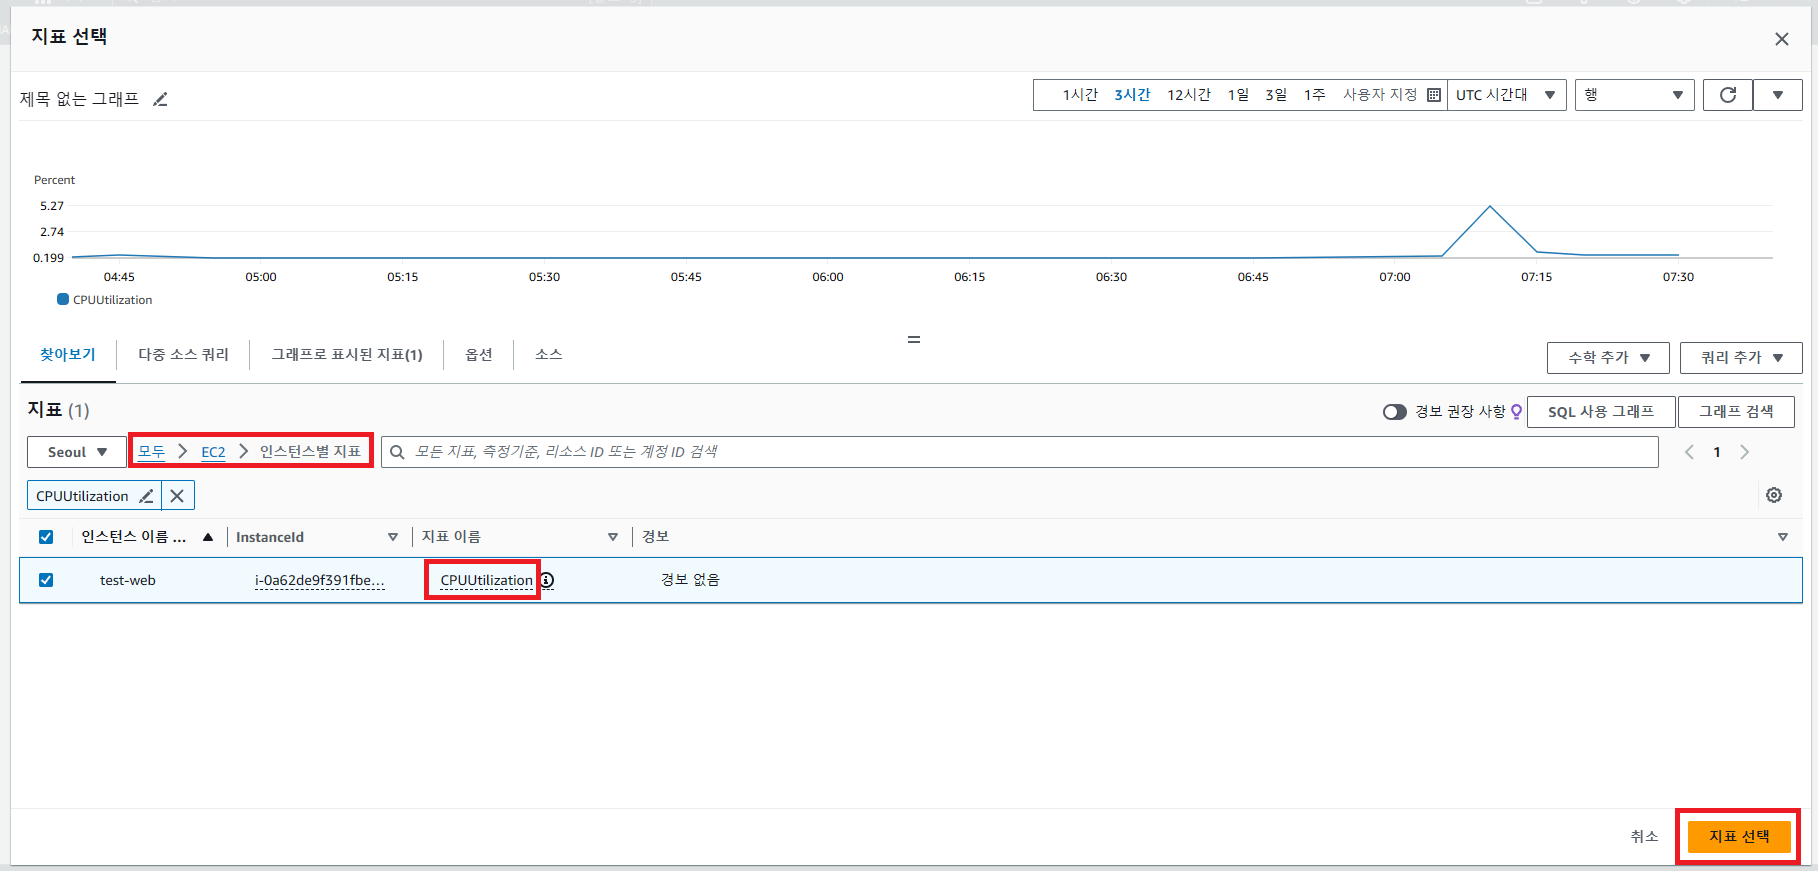 지표 선택
제목 없는 그래프
1시간 3시간 12시간 1일 3일 1주 사용자 지정 UTC 시간대 행
Percent
5.27
2.74
0.199
04:45 05:00 05:15 05:30 05:45 06:00 06:15 06:30 06:45 07:00 07:15 07:30
CPUUtilization
찾아보기 다중 소스 쿼리 그래프로 표시된 지표(1) 옵션 소스 수학 추가 쿼리 추가
지표 (1) 경보 권장 사항 SQL 사용 그래프 그래프 검색
Seoul 모두 EC2 인스턴스별 지표 모든 지표, 측정기준, 리소스 ID 또는 계정 ID 검색 1
CPUUtilization
인스턴스 이름 ... InstanceId 지표 이름 경보
test-web i-0a62de9f391fbe... CPUUtilization 경보 없음
취소 지표 선택